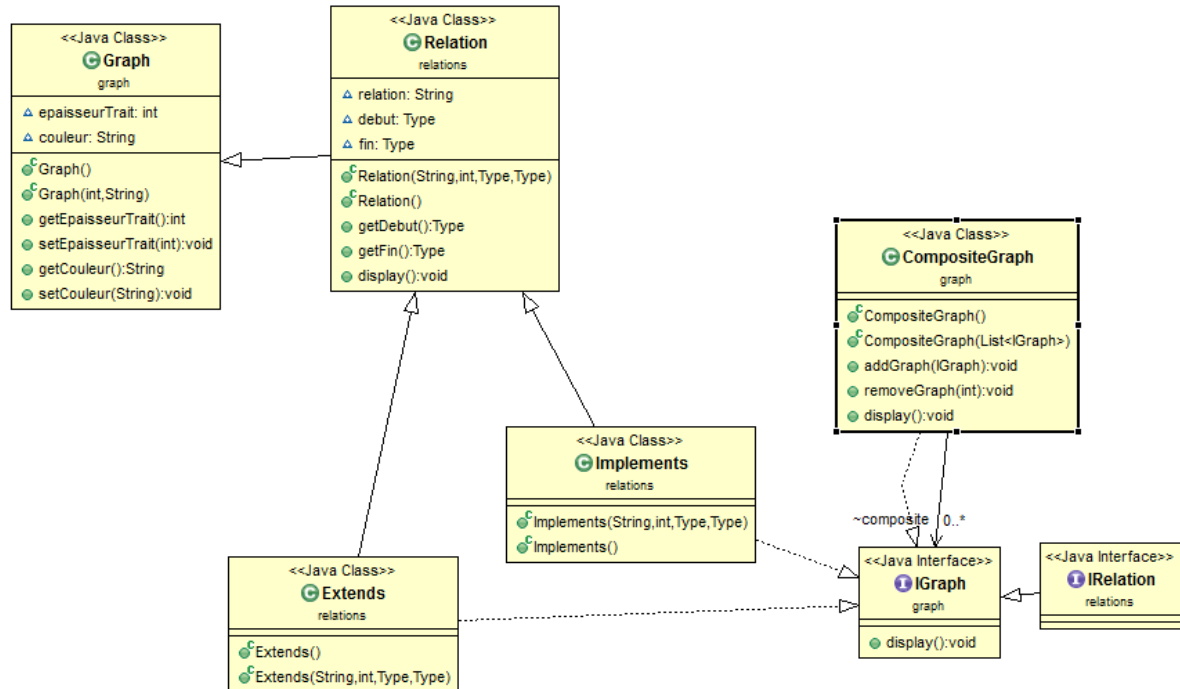 <<Java Class>>
Graph
graph
epaisseurTrait: int
couleur: String
Graph()
Graph(int,String)
getEpaisseurTrait():int
setEpaisseurTrait(int):void
getCouleur():String
setCouleur(String):void
<<Java Class>>
Relation
relations
relation: String
debut: Type
fin: Type
Relation(String,int,Type,Type)
Relation()
getDebut():Type
getFin():Type
display():void
<<Java Class>>
CompositeGraph
graph
CompositeGraph()
CompositeGraph(List<IGraph>)
addGraph(IGraph):void
removeGraph(int):void
display():void
<<Java Class>>
Implements
relations
Implements(String,int,Type,Type)
Implements()
~composite 0..*
<<Java Class>>
Extends
relations
Extends()
Extends(String,int,Type,Type)
<<Java Interface>>
IGraph
graph
display():void
<<Java Interface>>
IRelation
relations